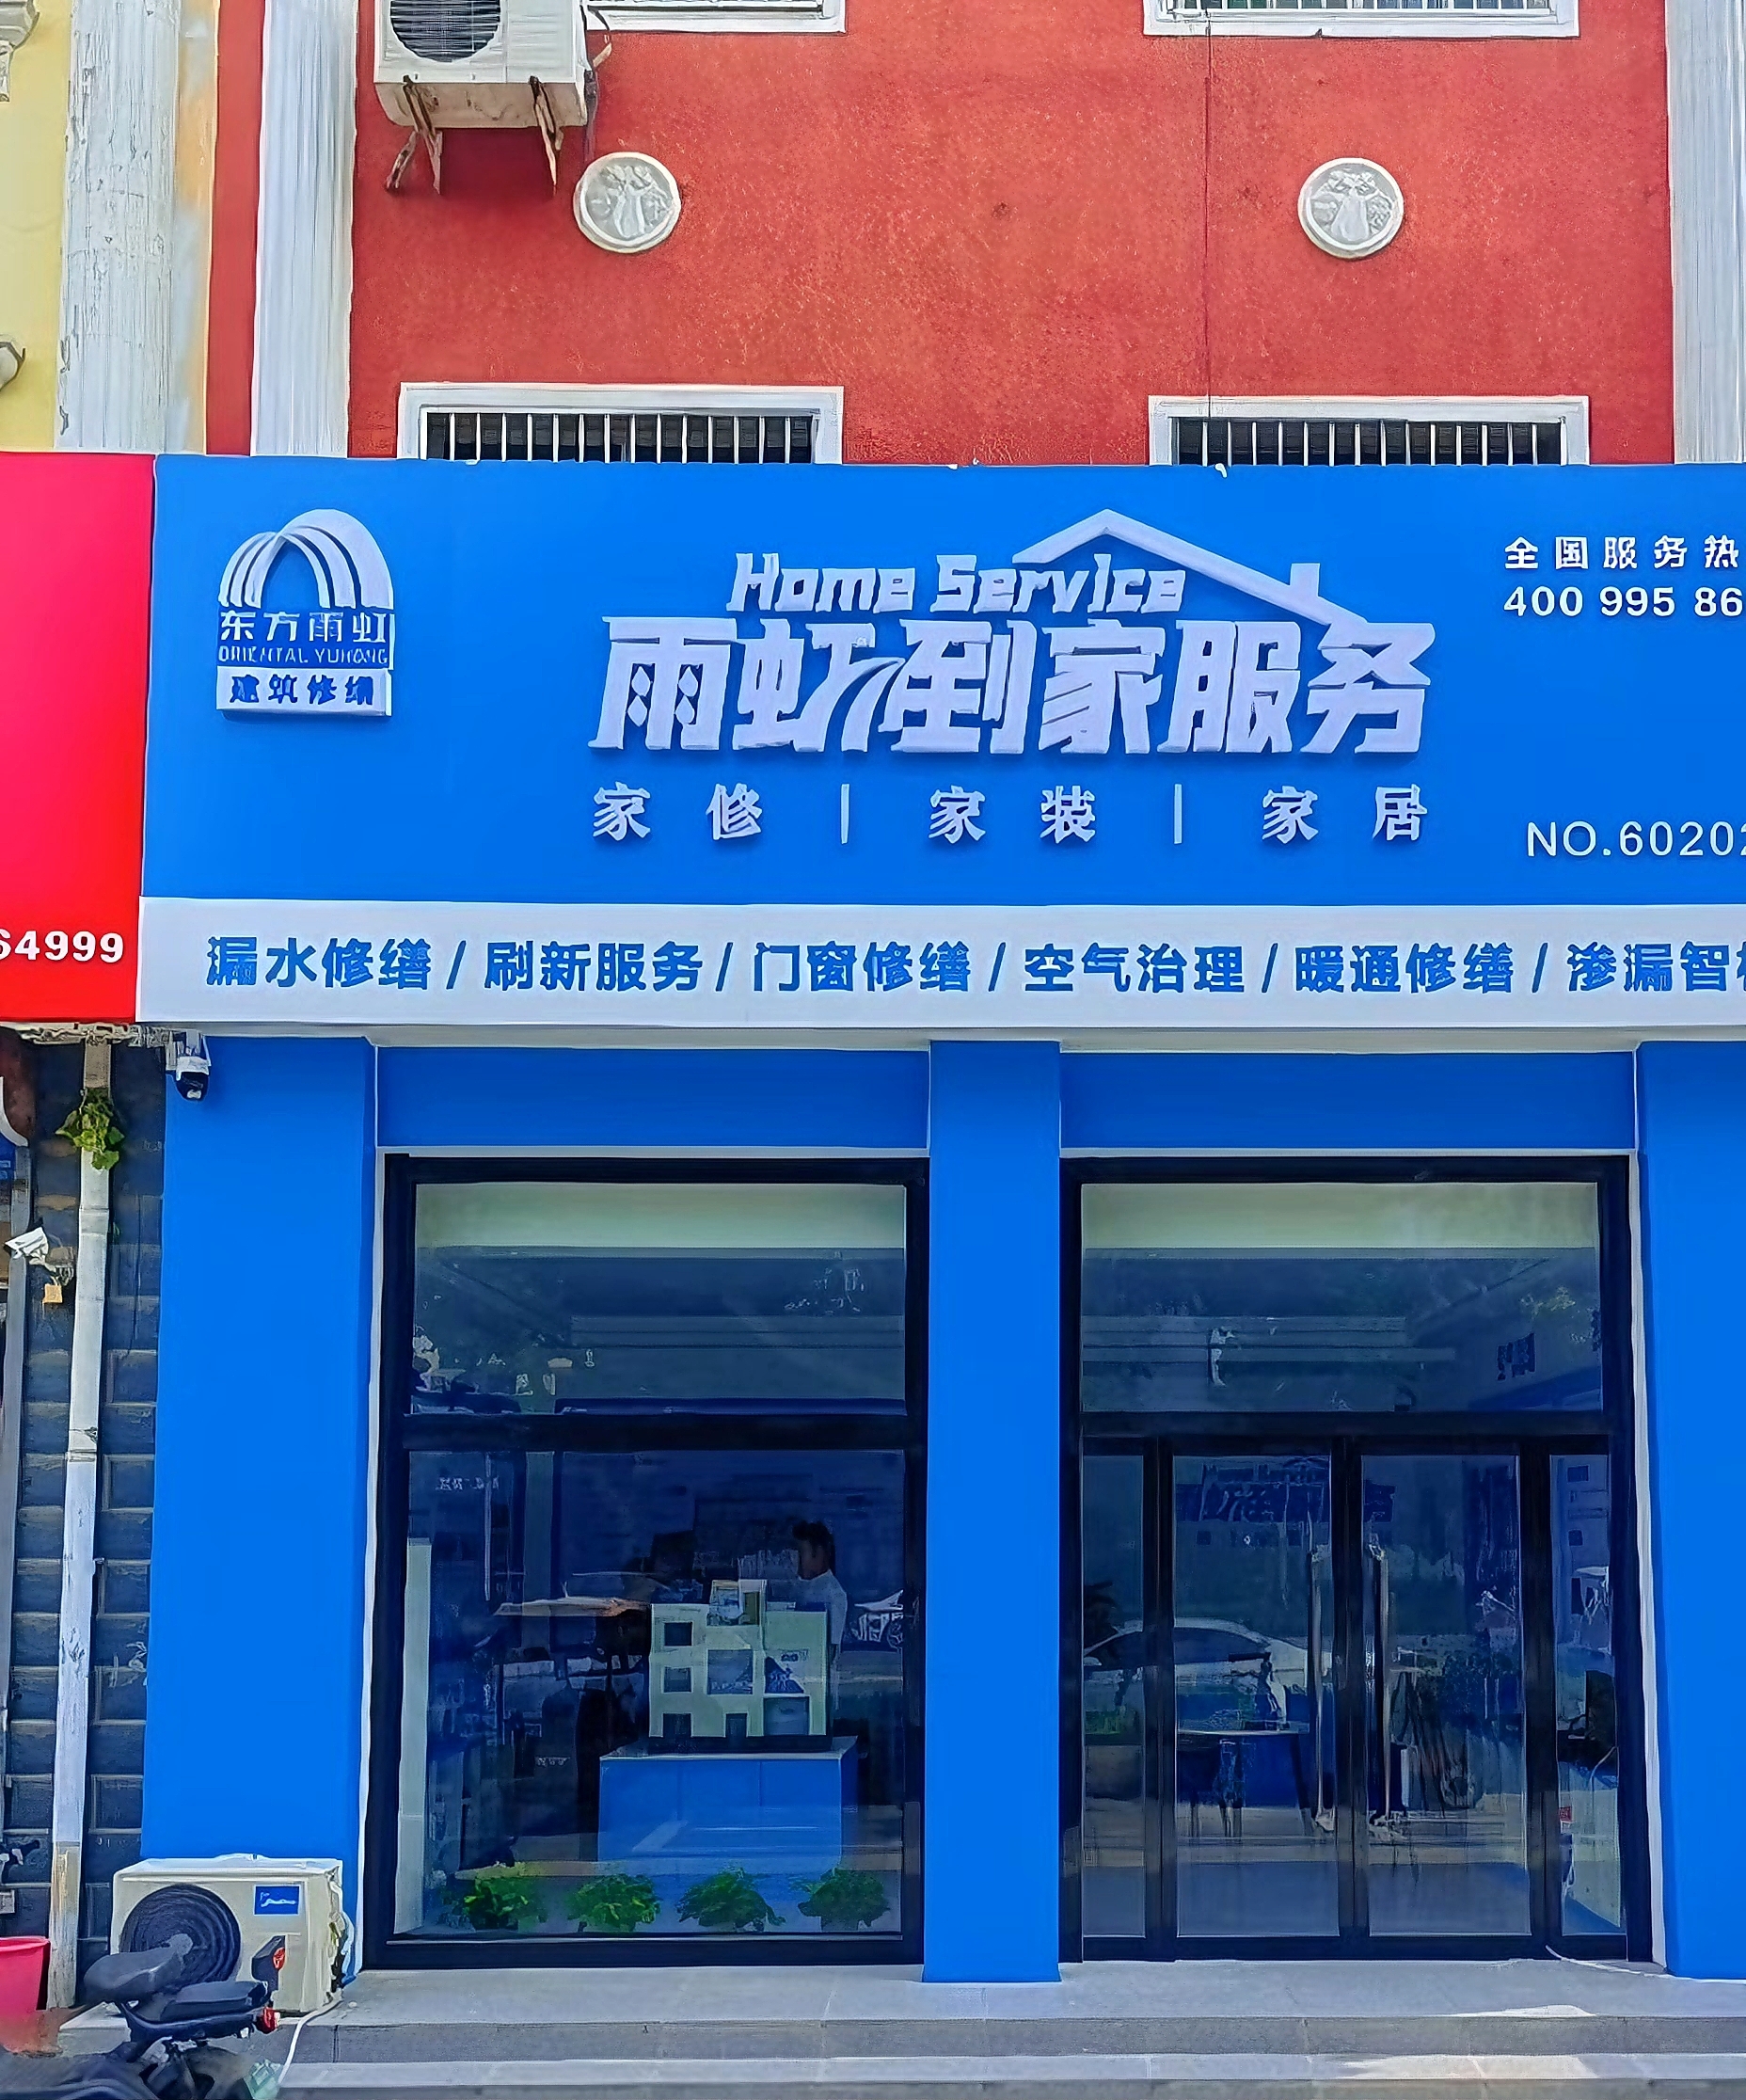 东方雨虹
ORIENTAL YUHONG
建筑修缮
Home Service
雨虹到家服务
家修 | 家装 | 家居
全国服务热
400 995 86
NO.60202
4999
漏水修缮 / 刷新服务 / 门窗修缮 / 空气治理 / 暖通修缮 / 渗漏智